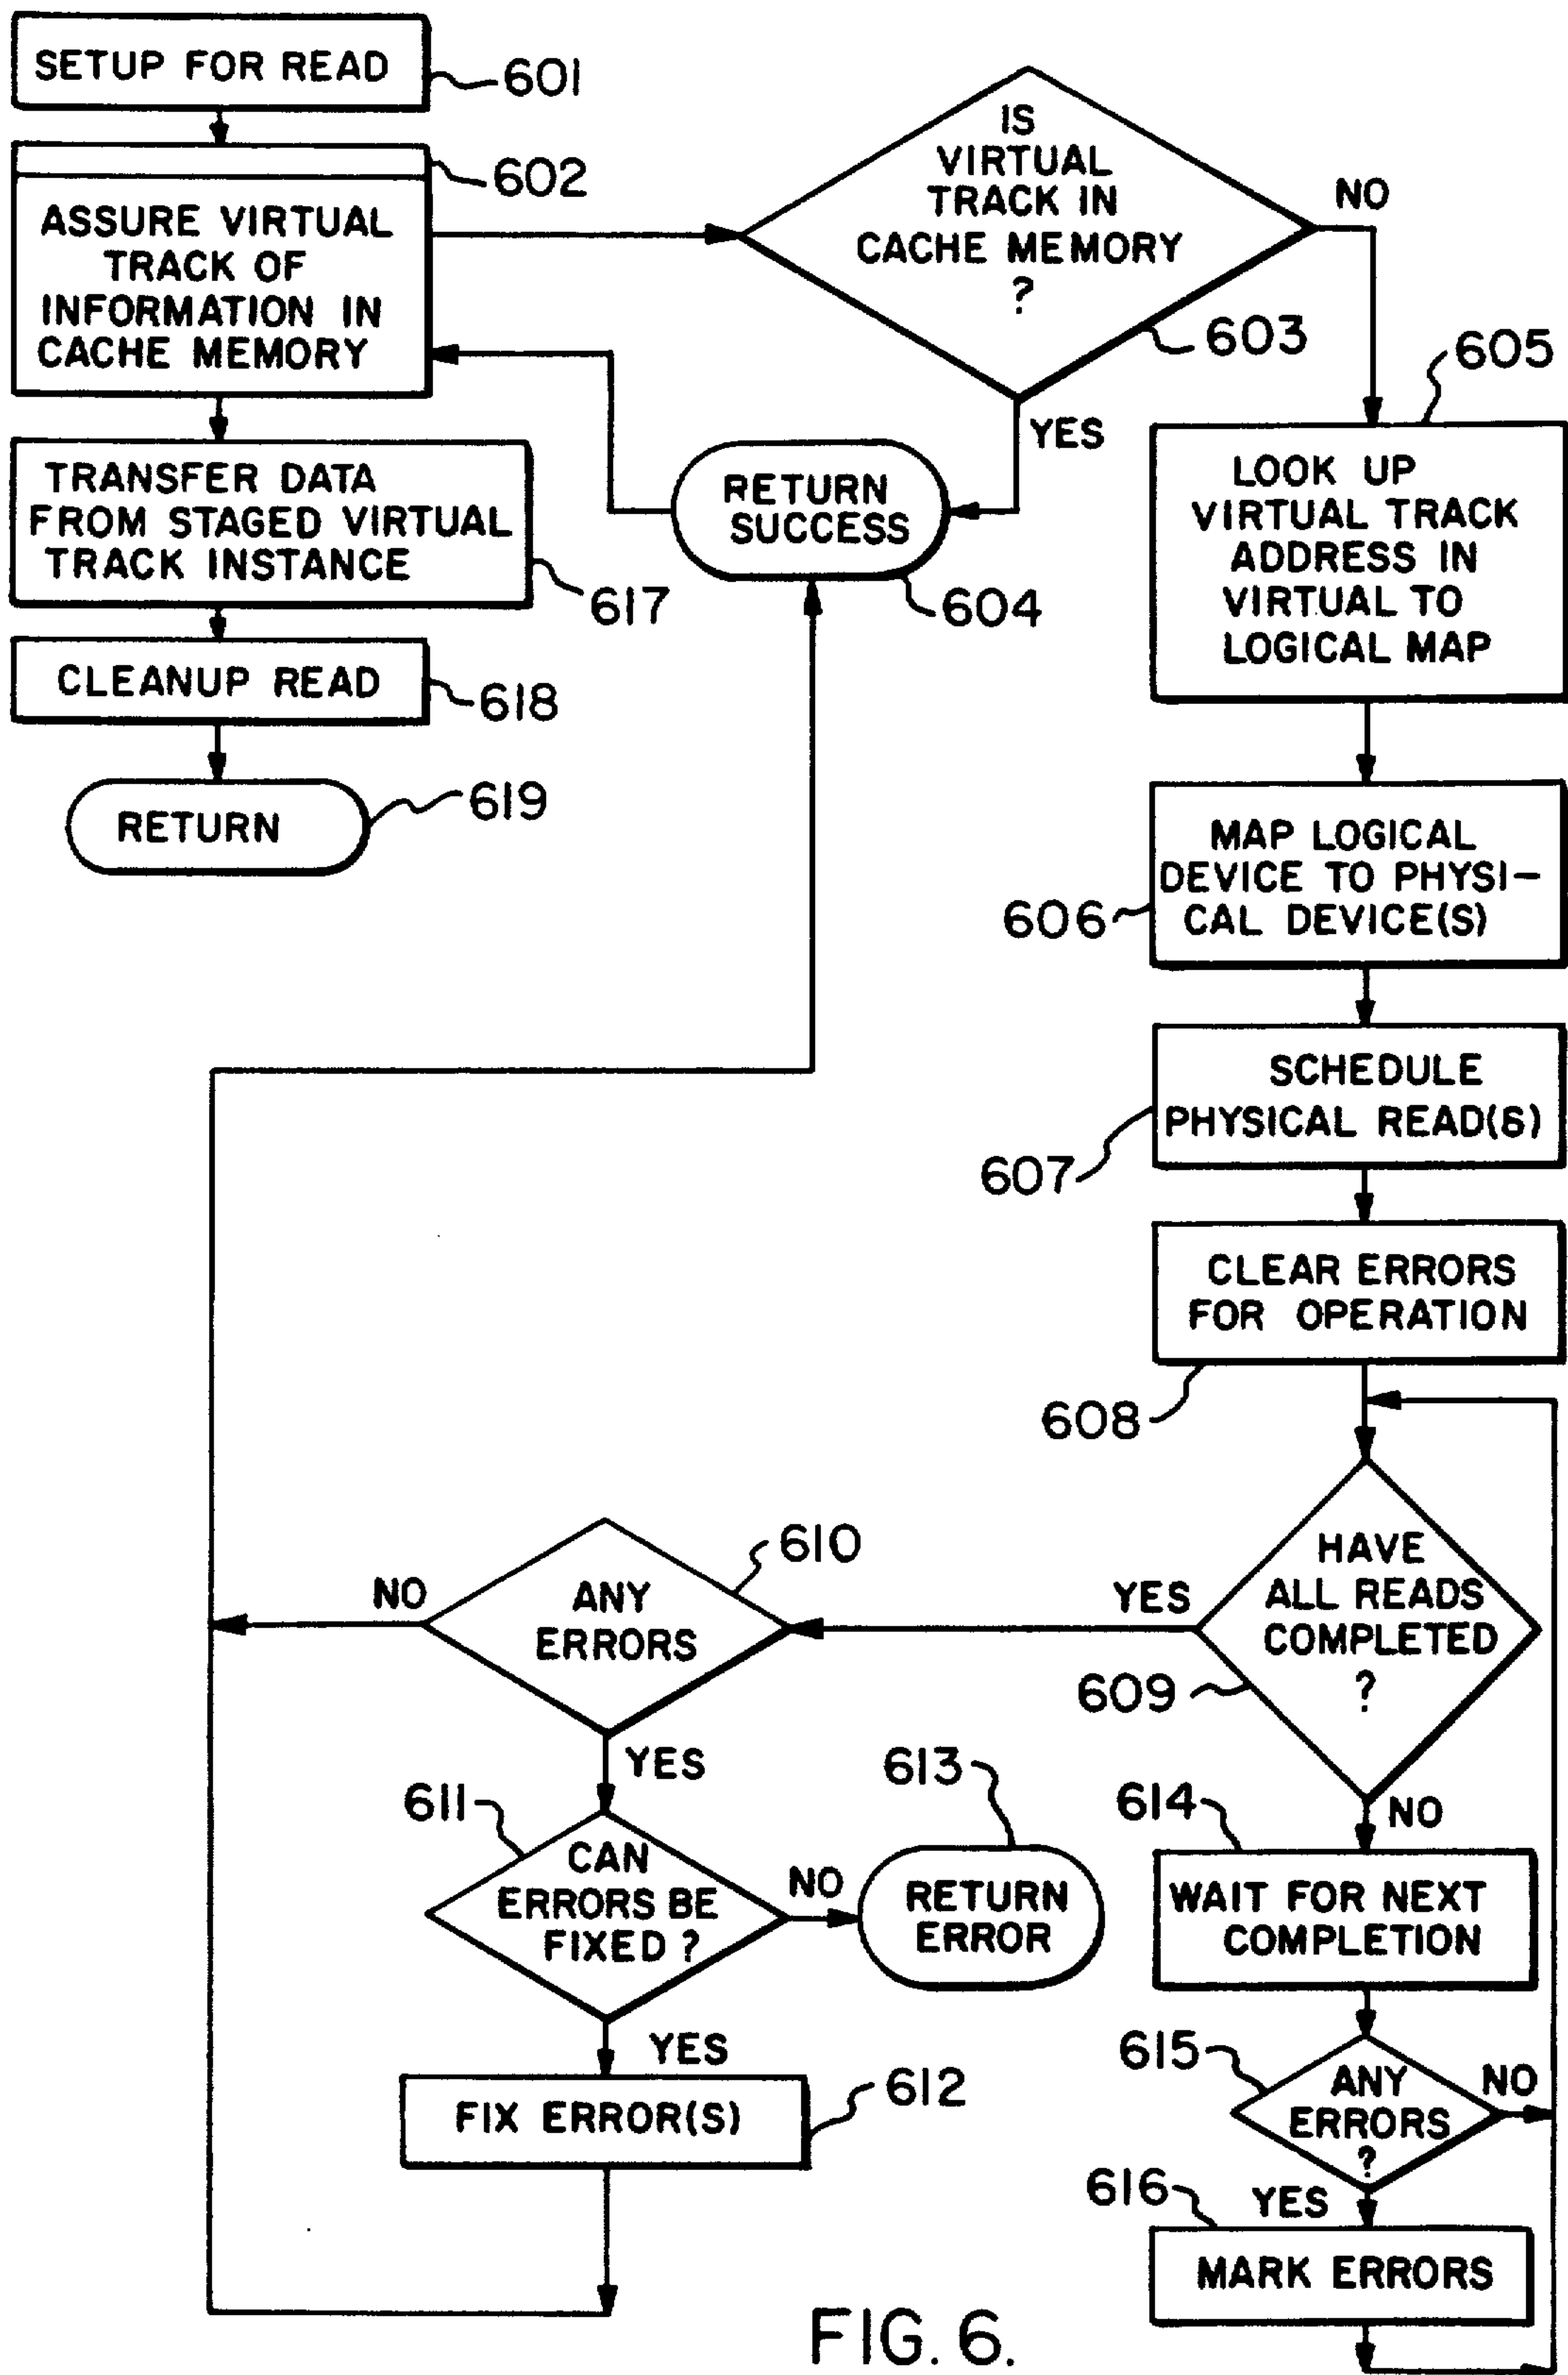 SETUP FOR READ
601
602
ASSURE VIRTUAL
TRACK OF
INFORMATION IN
CACHE MEMORY
IS
VIRTUAL
TRACK IN
CACHE MEMORY
?
NO
603
YES
RETURN
SUCCESS
604
605
LOOK UP
VIRTUAL TRACK
ADDRESS IN
VIRTUAL TO
LOGICAL MAP
TRANSFER DATA
FROM STAGED VIRTUAL
TRACK INSTANCE
617
CLEANUP READ
618
RETURN
619
MAP LOGICAL
DEVICE TO PHYSI-
CAL DEVICE(S)
606
SCHEDULE
PHYSICAL READ(S)
607
CLEAR ERRORS
FOR OPERATION
608
HAVE
ALL READS
COMPLETED
?
609
YES
610
ANY
ERRORS
NO
YES
611
CAN
ERRORS BE
FIXED ?
NO
613
RETURN
ERROR
YES
FIX ERROR(S)
612
NO
614
WAIT FOR NEXT
COMPLETION
615
ANY
ERRORS
?
NO
YES
616
MARK ERRORS
FIG. 6.